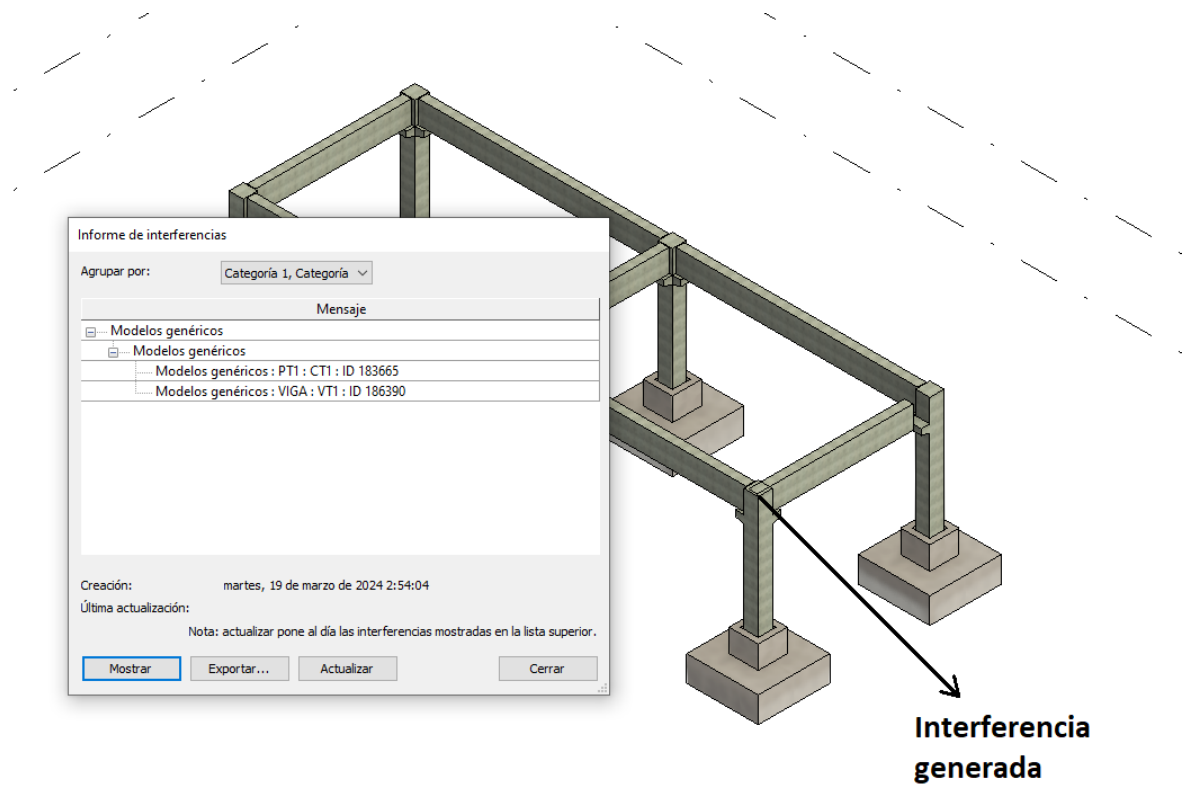 Informe de interferencias
Agrupar por:
Categoría 1, Categoría
Mensaje
Modelos genéricos
Modelos genéricos
Modelos genéricos : PT1 : CT1 : ID 183665
Modelos genéricos : VIGA : VT1 : ID 186390
Creación: martes, 19 de marzo de 2024 2:54:04
Última actualización:
Nota: actualizar pone al día las interferencias mostradas en la lista superior.
Mostrar Exportar... Actualizar Cerrar
Interferencia
generada